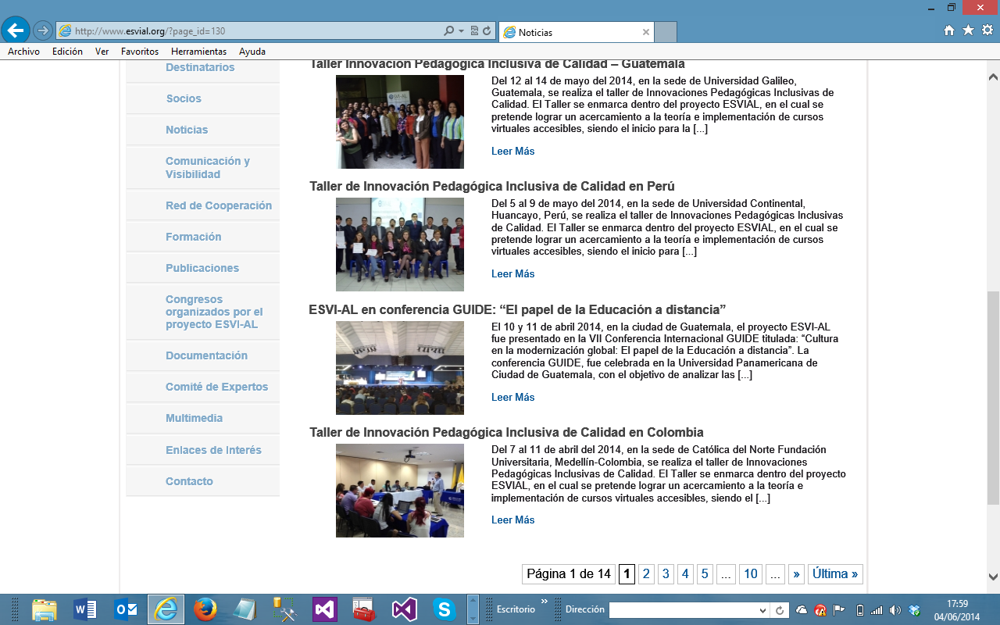 http://www.esvial.org/?page_id=130
Noticias
Archivo Edición Ver Favoritos Herramientas Ayuda
Destinatarios
Socios
Noticias
Comunicación y
Visibilidad
Red de Cooperación
Formación
Publicaciones
Congresos
organizados por el
proyecto ESVI-AL
Documentación
Comité de Expertos
Multimedia
Enlaces de Interés
Contacto
Taller Innovación Pedagógica Inclusiva de Calidad – Guatemala
Del 12 al 14 de mayo del 2014, en la sede de Universidad Galileo,
Guatemala, se realiza el taller de Innovaciones Pedagógicas Inclusivas de
Calidad. El Taller se enmarca dentro del proyecto ESVIAL, en el cual se
pretende lograr un acercamiento a la teoría e implementación de cursos
virtuales accesibles, siendo el inicio para la [...]
Leer Más
Taller de Innovación Pedagógica Inclusiva de Calidad en Perú
Del 5 al 9 de mayo del 2014, en la sede de Universidad Continental,
Huancayo, Perú, se realiza el taller de Innovaciones Pedagógicas Inclusivas
de Calidad. El Taller se enmarca dentro del proyecto ESVIAL, en el cual se
pretende lograr un acercamiento a la teoría e implementación de cursos
virtuales accesibles, siendo el inicio para [...]
Leer Más
ESVI-AL en conferencia GUIDE: “El papel de la Educación a distancia”
El 10 y 11 de abril 2014, en la ciudad de Guatemala, el proyecto ESVI-AL
fue presentado en la VII Conferencia Internacional GUIDE titulada: “Cultura
en la modernización global: El papel de la Educación a distancia”. La
conferencia GUIDE, fue celebrada en la Universidad Panamericana de
Ciudad de Guatemala, con el objetivo de analizar las [...]
Leer Más
Taller de Innovación Pedagógica Inclusiva de Calidad en Colombia
Del 7 al 11 de abril del 2014, en la sede de Católica del Norte Fundación
Universitaria, Medellín-Colombia, se realiza el taller de Innovaciones
Pedagógicas Inclusivas de Calidad. El Taller se enmarca dentro del proyecto
ESVIAL, en el cual se pretende lograr un acercamiento a la teoría e
implementación de cursos virtuales accesibles, siendo el [...]
Leer Más
Página 1 de 14 1 2 3 4 5 ... 10 ... » Última »
Escritorio » Dirección
17:59
04/06/2014